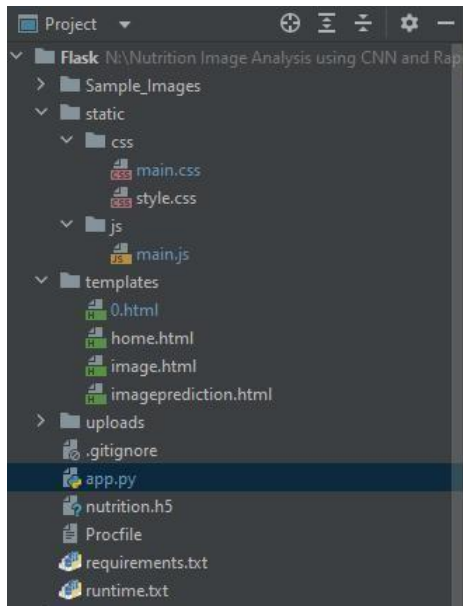 Project
Flask N:\Nutrition Image Analysis using CNN and Rap
Sample_Images
static
css
main.css
style.css
js
main.js
templates
0.html
home.html
image.html
imageprediction.html
uploads
.gitignore
app.py
nutrition.h5
Procfile
requirements.txt
runtime.txt